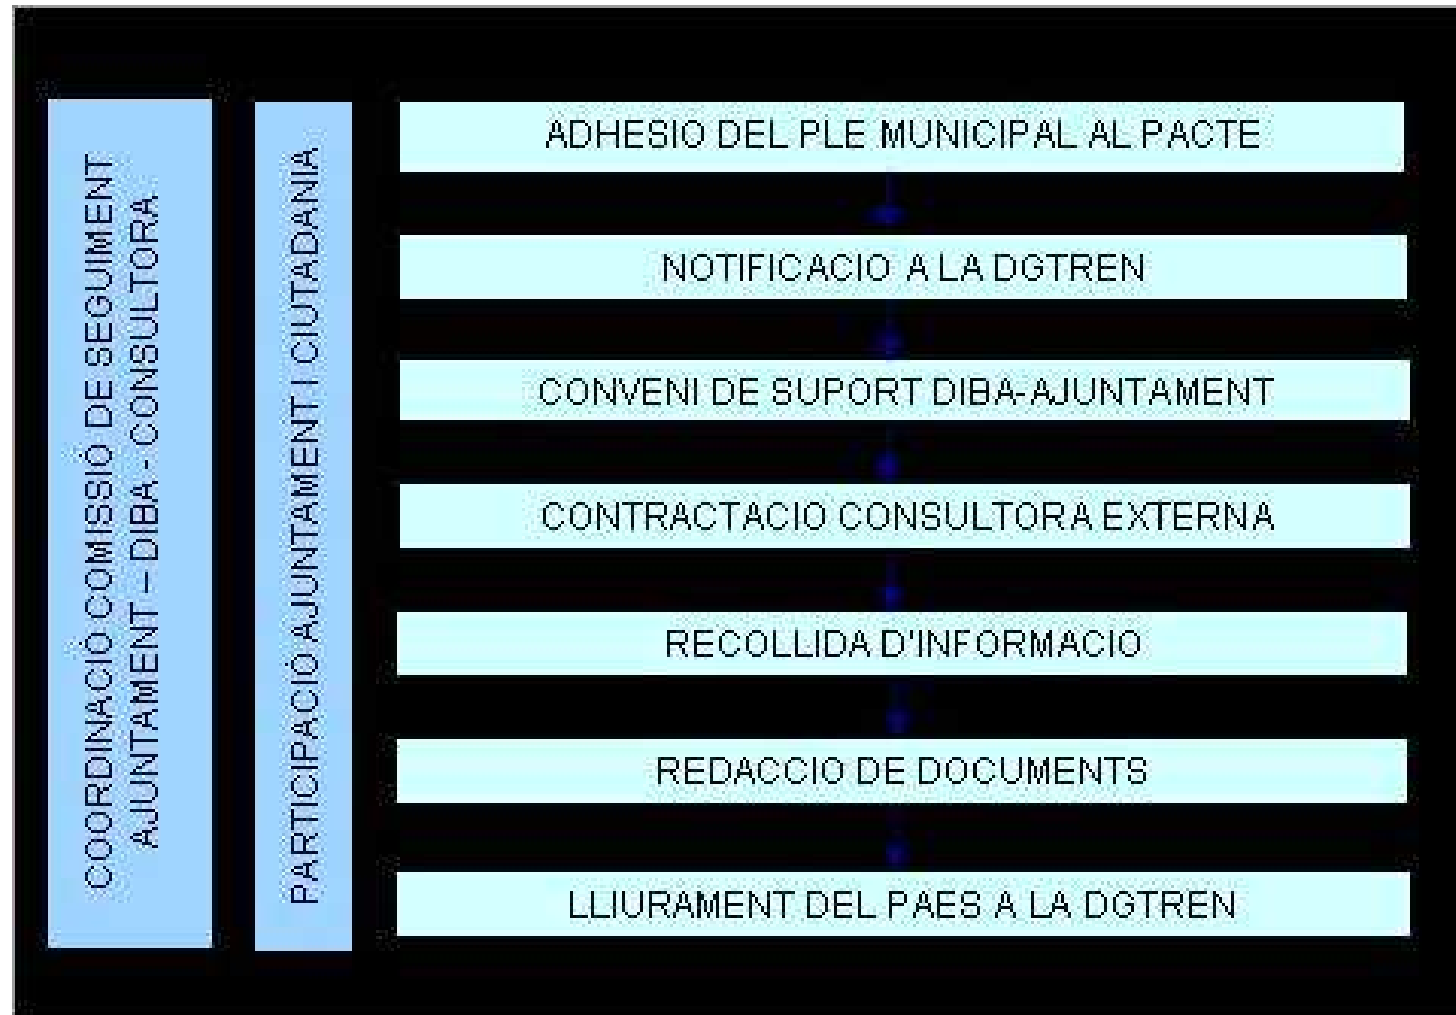 COORDINACIÓ COMISSIÓ DE SEGUIMENT
AJUNTAMENT – DIBA - CONSULTORA
PARTICIPACIÓ AJUNTAMENT I CIUTADANIA
ADHESIO DEL PLE MUNICIPAL AL PACTE
NOTIFICACIO A LA DGTREN
CONVENI DE SUPORT DIBA-AJUNTAMENT
CONTRACTACIO CONSULTORA EXTERNA
RECOLLIDA D'INFORMACIO
REDACCIO DE DOCUMENTS
LLIURAMENT DEL PAES A LA DGTREN